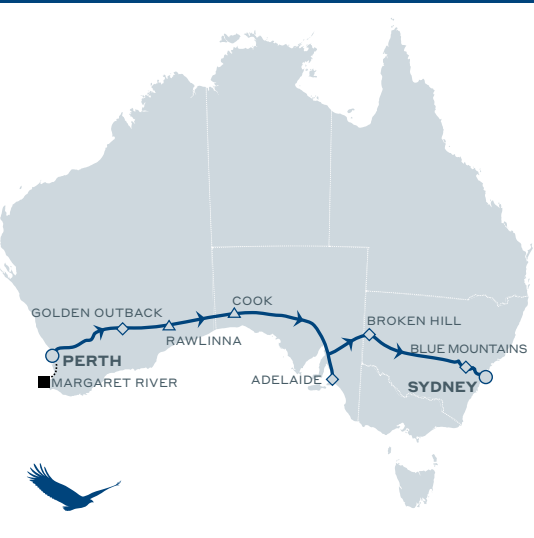 COOK
GOLDEN OUTBACK
BROKEN HILL
RAWLINNA
BLUE MOUNTAINS
PERTH
ADELAIDE
MARGARET RIVER
SYDNEY